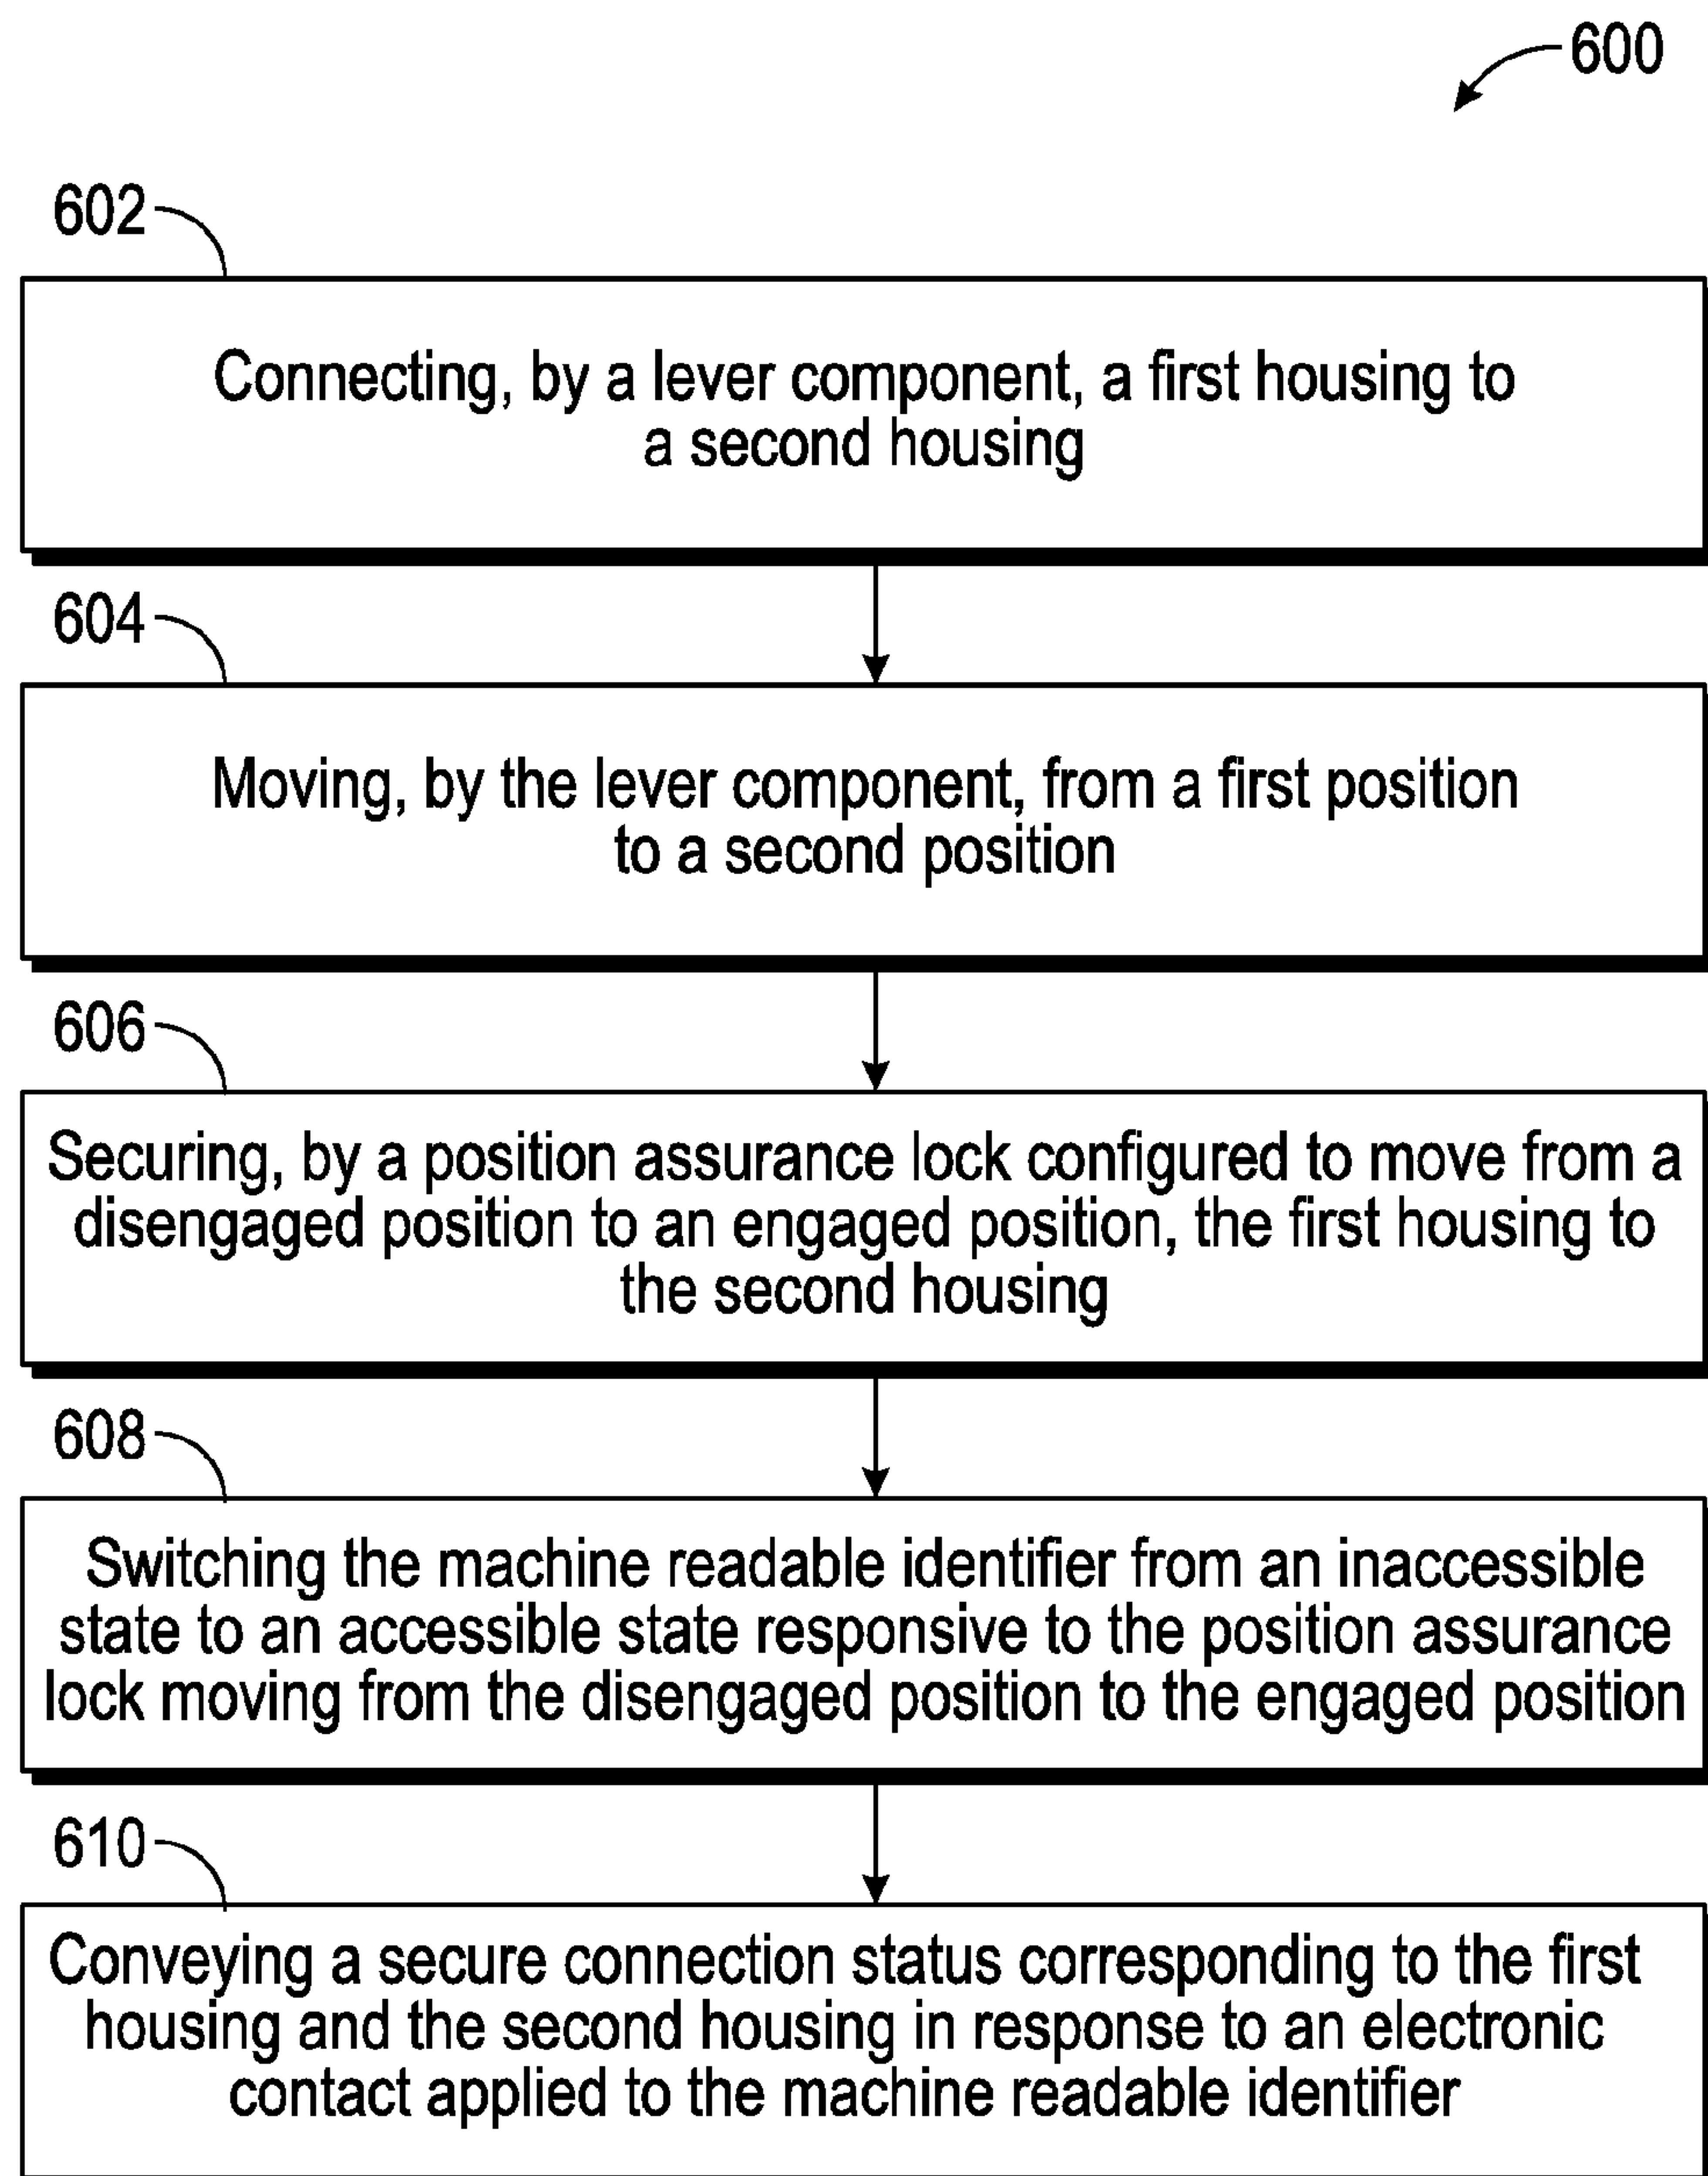 600
602
Connecting, by a lever component, a first housing to
a second housing
604
Moving, by the lever component, from a first position
to a second position
606
Securing, by a position assurance lock configured to move from a
disengaged position to an engaged position, the first housing to
the second housing
608
Switching the machine readable identifier from an inaccessible
state to an accessible state responsive to the position assurance
lock moving from the disengaged position to the engaged position
610
Conveying a secure connection status corresponding to the first
housing and the second housing in response to an electronic
contact applied to the machine readable identifier